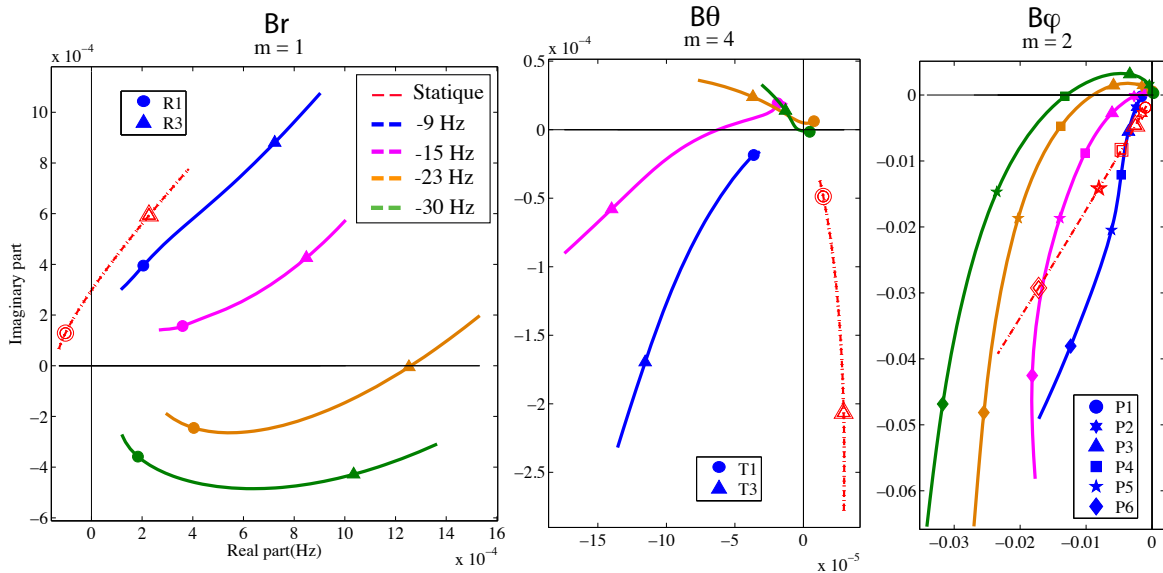 Br
m = 1
x 10⁻⁴
R1
R3
Statique
-9 Hz
-15 Hz
-23 Hz
-30 Hz
Imaginary part
10
8
6
4
2
0
−2
−4
−6
0 2 4 6 8 10 12 14 16
Real part(Hz)
x 10⁻⁴
Bθ
m = 4
x 10⁻⁴
0.5
0
−0.5
−1
−1.5
−2
−2.5
T1
T3
−15 −10 −5 0 5
x 10⁻⁵
Bφ
m = 2
0
−0.01
−0.02
−0.03
−0.04
−0.05
−0.06
P1
P2
P3
P4
P5
P6
−0.03 −0.02 −0.01 0